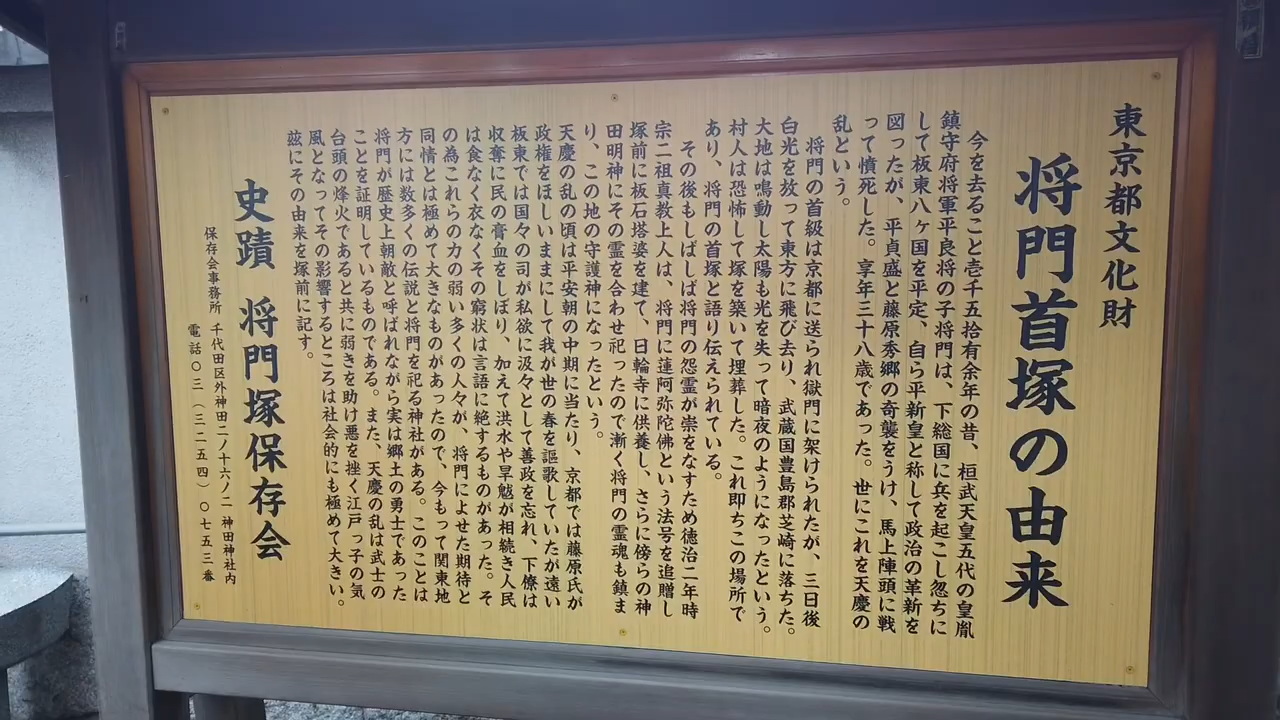 東京都文化財
将門首塚の由来
今を去ること壱千五拾有余年の昔、桓武天皇五代の皇胤
鎮守府将軍平良将の子将門は、下総国に兵を起こし忽ちに
して板東八ヶ国を平定、自ら平新皇と称して政治の革新を
図ったが、平貞盛と藤原秀郷の奇襲をうけ、馬上陣頭に戦
って憤死した。享年三十八歳であった。世にこれを天慶の
乱という。
将門の首級は京都に送られ獄門に架けられたが、三日後
白光を放って東方に飛び去り、武蔵国豊島郡芝崎に落ちた。
大地は鳴動し太陽も光を失って暗夜のようになったという。
村人は恐怖して塚を築いて埋葬した。これ即ちこの場所で
あり、将門の首塚と語り伝えられている。
その後もしばしば将門の怨霊が祟をなすため徳治二年時
宗二祖真教上人は、将門に蓮阿弥陀佛という法号を追贈し
塚前に板石塔婆を建て、日輪寺に供養し、さらに傍らの神
田明神にその霊を合わせ祀ったので漸く将門の霊魂も鎮ま
り、この地の守護神になったという。
天慶の乱の頃は平安朝の中期に当たり、京都では藤原氏が
政権をほしいままにして我が世の春を謳歌していたが遠い
板東では国々の司が私欲に汲々として善政を忘れ、下僚は
収奪に民の膏血をしぼり、加えて洪水や旱魃が相続き人民
は食なく衣なくその窮状は言語に絶するものがあった。そ
の為これらの力の弱い多くの人々が、将門によせた期待と
同情とは極めて大きなものがあったので、今もって関東地
方には数多くの伝説と将門を祀る神社がある。このことは
将門が歴史上朝敵と呼ばれながら実は郷土の勇士であった
ことを証明しているものである。また、天慶の乱は武士の
台頭の烽火であると共に弱きを助け悪を挫く江戸っ子の気
風となってその影響するところは社会的にも極めて大きい。
茲にその由来を塚前に記す。
史蹟 将門塚保存会
保存会事務所 千代田区外神田二ノ十六ノ二 神田神社内
電話〇三(三二五四)〇七五三番